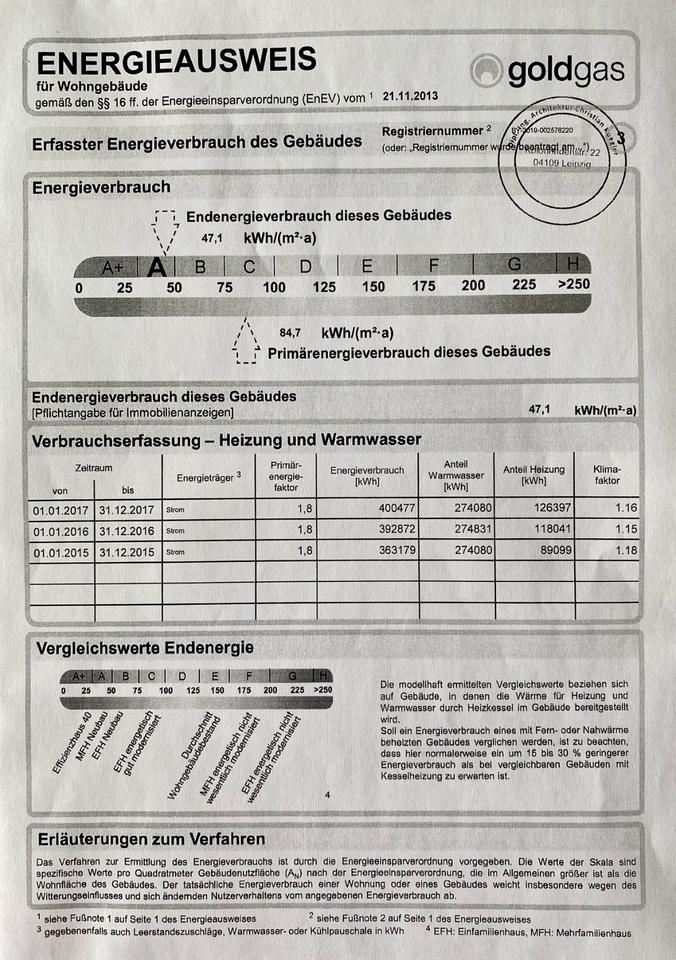 ENERGIEAUSWEIS
für Wohngebäude
gemäß den §§ 16 ff. der Energieeinsparverordnung (EnEV) vom ¹ 21.11.2013
goldgas
Erfasster Energieverbrauch des Gebäudes
Registriernummer ²
2019-002578220
(oder: „Registriernummer wurde beantragt am ...")
3
Architektur Christian
22
04109 Leipzig
Energieverbrauch
Endenergieverbrauch dieses Gebäudes
47,1 kWh/(m²·a)
A+ A B C D E F G H
0 25 50 75 100 125 150 175 200 225 >250
84,7 kWh/(m²·a)
Primärenergieverbrauch dieses Gebäudes
Endenergieverbrauch dieses Gebäudes
[Pflichtangabe für Immobilienanzeigen]
47,1 kWh/(m²·a)
Verbrauchserfassung – Heizung und Warmwasser
Zeitraum
von bis
Energieträger ³
Primär-
energie-
faktor
Energieverbrauch
[kWh]
Anteil
Warmwasser
[kWh]
Anteil Heizung
[kWh]
Klima-
faktor
01.01.2017 31.12.2017 Strom 1,8 400477 274080 126397 1.16
01.01.2016 31.12.2016 Strom 1,8 392872 274831 118041 1.15
01.01.2015 31.12.2015 Strom 1,8 363179 274080 89099 1.18
Vergleichswerte Endenergie
A+ A B C D E F G H
0 25 50 75 100 125 150 175 200 225 >250
Effizienzhaus 40
MFH Neubau
EFH Neubau
EFH energetisch
gut modernisiert
Durchschnitt
Wohngebäudebestand
MFH energetisch nicht
wesentlich modernisiert
EFH energetisch nicht
wesentlich modernisiert
4
Die modellhaft ermittelten Vergleichswerte beziehen sich
auf Gebäude, in denen die Wärme für Heizung und
Warmwasser durch Heizkessel im Gebäude bereitgestellt
wird.
Soll ein Energieverbrauch eines mit Fern- oder Nahwärme
beheizten Gebäudes verglichen werden, ist zu beachten,
dass hier normalerweise ein um 15 bis 30 % geringerer
Energieverbrauch als bei vergleichbaren Gebäuden mit
Kesselheizung zu erwarten ist.
Erläuterungen zum Verfahren
Das Verfahren zur Ermittlung des Energieverbrauchs ist durch die Energieeinsparverordnung vorgegeben. Die Werte der Skala sind
spezifische Werte pro Quadratmeter Gebäudenutzfläche (A_N) nach der Energieeinsparverordnung, die im Allgemeinen größer ist als die
Wohnfläche des Gebäudes. Der tatsächliche Energieverbrauch einer Wohnung oder eines Gebäudes weicht insbesondere wegen des
Witterungseinflusses und sich ändernden Nutzerverhaltens vom angegebenen Energieverbrauch ab.
¹ siehe Fußnote 1 auf Seite 1 des Energieausweises
² siehe Fußnote 2 auf Seite 1 des Energieausweises
³ gegebenenfalls auch Leerstandszuschläge, Warmwasser- oder Kühlpauschale in kWh
⁴ EFH: Einfamilienhaus, MFH: Mehrfamilienhaus